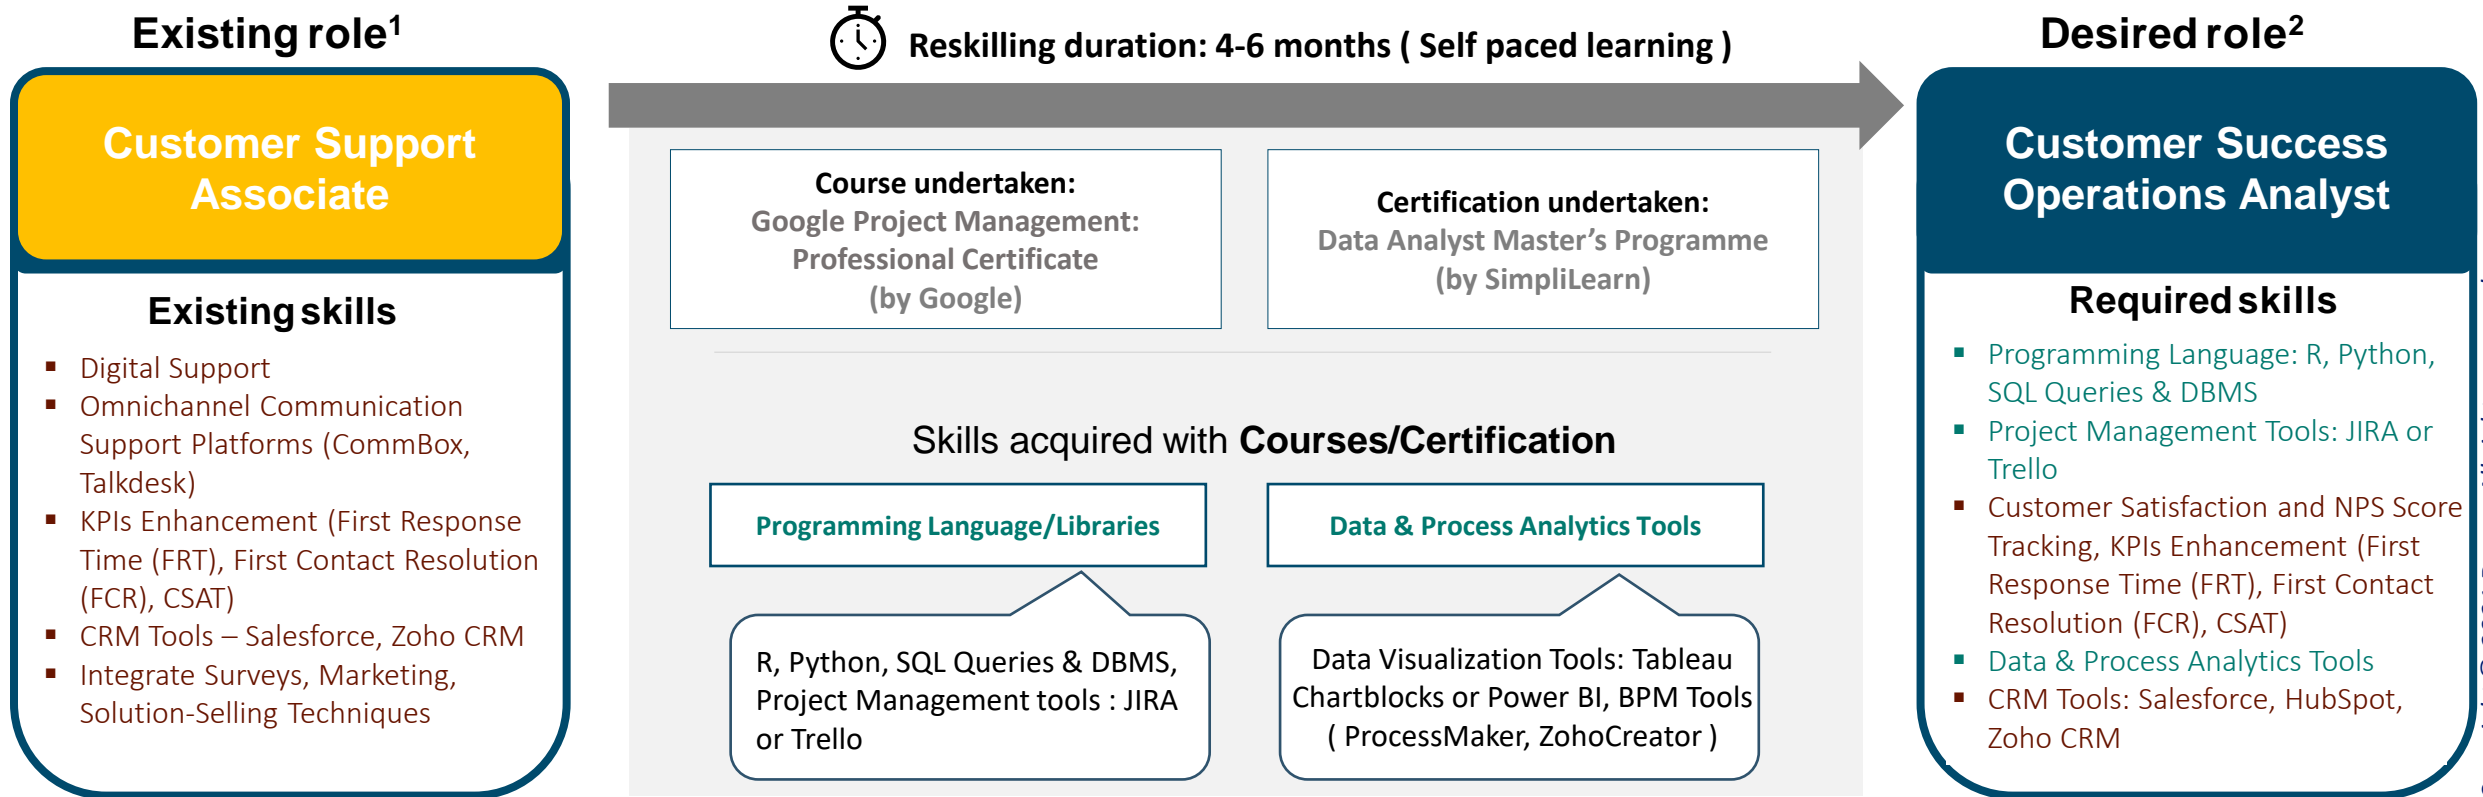 Existing role1
Reskilling duration: 4-6 months ( Self paced learning )
Desired role2
Customer Support
Associate
Existing skills
▪ Digital Support
▪ Omnichannel Communication
Support Platforms (CommBox,
Talkdesk)
▪ KPIs Enhancement (First Response
Time (FRT), First Contact Resolution
(FCR), CSAT)
▪ CRM Tools – Salesforce, Zoho CRM
▪ Integrate Surveys, Marketing,
Solution-Selling Techniques
Course undertaken:
Google Project Management:
Professional Certificate
(by Google)
Certification undertaken:
Data Analyst Master’s Programme
(by SimpliLearn)
Skills acquired with Courses/Certification
Programming Language/Libraries
Data & Process Analytics Tools
R, Python, SQL Queries & DBMS,
Project Management tools : JIRA
or Trello
Data Visualization Tools: Tableau
Chartblocks or Power BI, BPM Tools
( ProcessMaker, ZohoCreator )
Customer Success
Operations Analyst
Required skills
▪ Programming Language: R, Python,
SQL Queries & DBMS
▪ Project Management Tools: JIRA or
Trello
▪ Customer Satisfaction and NPS Score
Tracking, KPIs Enhancement (First
Response Time (FRT), First Contact
Resolution (FCR), CSAT)
▪ Data & Process Analytics Tools
▪ CRM Tools: Salesforce, HubSpot,
Zoho CRM